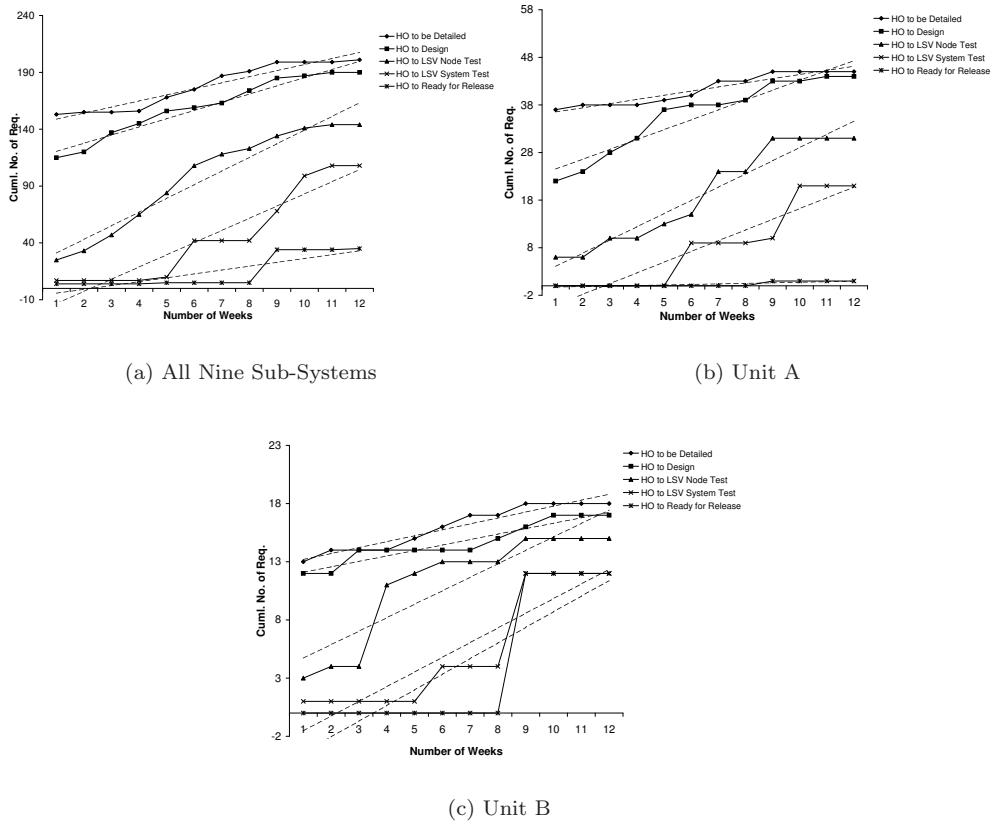 240
190
140
90
40
-10
Cuml. No. of Req.
1 2 3 4 5 6 7 8 9 10 11 12
Number of Weeks
HO to be Detailed
HO to Design
HO to LSV Node Test
HO to LSV System Test
HO to Ready for Release
(a) All Nine Sub-Systems
58
48
38
28
18
8
-2
Cuml. No. of Req.
1 2 3 4 5 6 7 8 9 10 11 12
Number of Weeks
HO to be Detailed
HO to Design
HO to LSV Node Test
HO to LSV System Test
HO to Ready for Release
(b) Unit A
23
18
13
8
3
-2
Cuml. No. of Req.
1 2 3 4 5 6 7 8 9 10 11 12
Number of Weeks
HO to be Detailed
HO to Design
HO to LSV Node Test
HO to LSV System Test
HO to Ready for Release
(c) Unit B